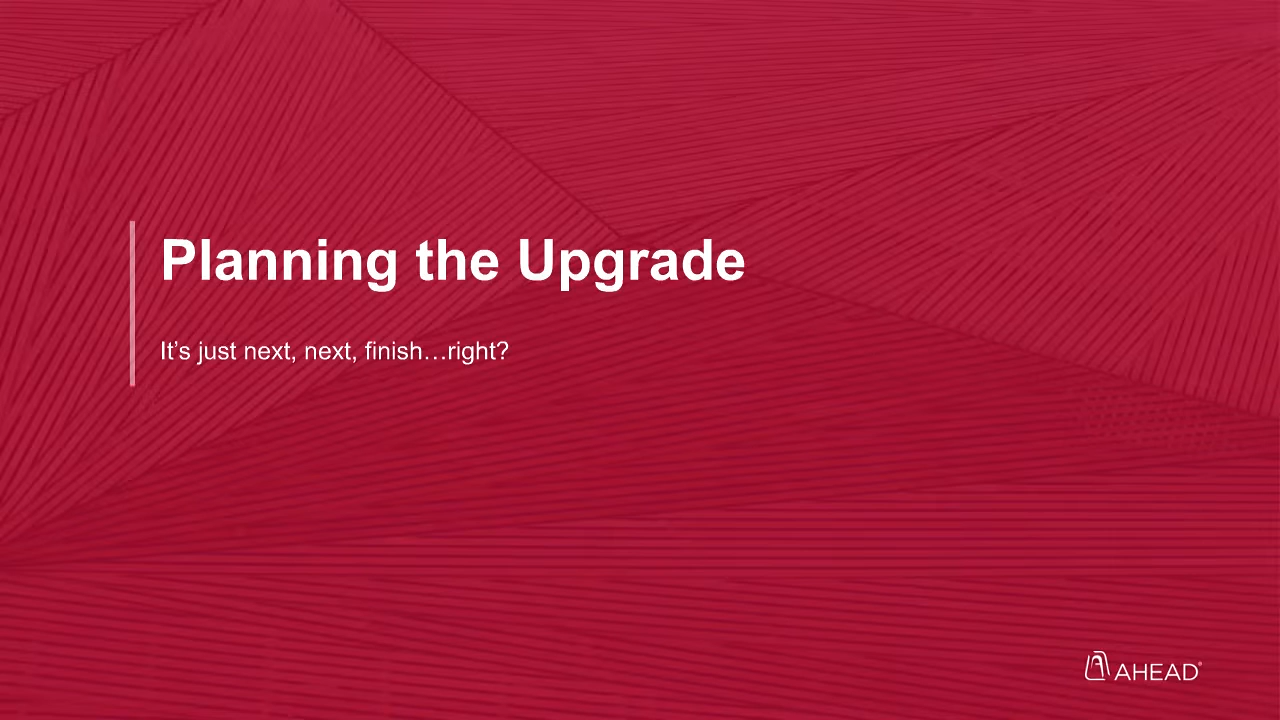 Planning the Upgrade
It’s just next, next, finish…right?
AHEAD®